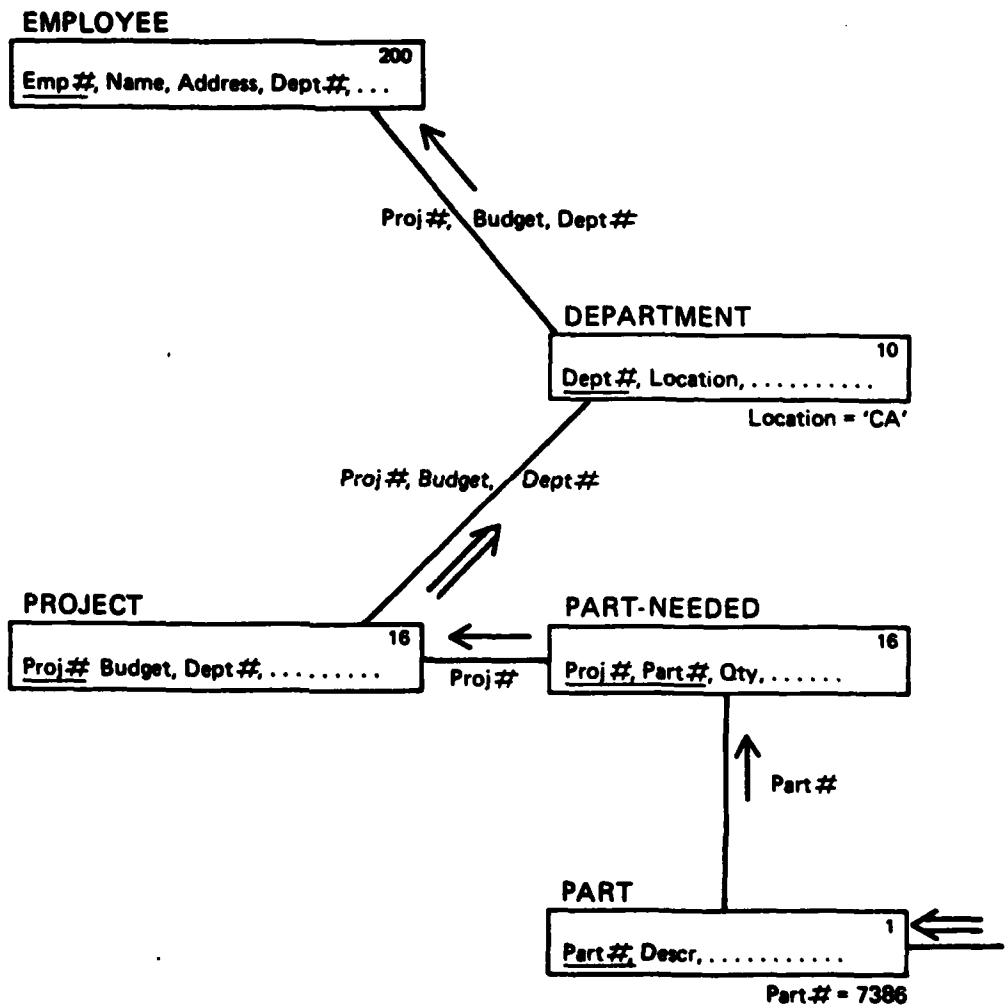 EMPLOYEE
200
Emp#, Name, Address, Dept#, . . .
Proj#, Budget, Dept#
DEPARTMENT
10
Dept#, Location, . . . . . . . . . .
Location = 'CA'
Proj#, Budget, Dept#
PROJECT
16
Proj# Budget, Dept#, . . . . . . . . .
Proj#
PART-NEEDED
16
Proj#, Part#, Qty, . . . . . .
Part#
PART
1
Part#, Descr, . . . . . . . . . . . .
Part# = 7386